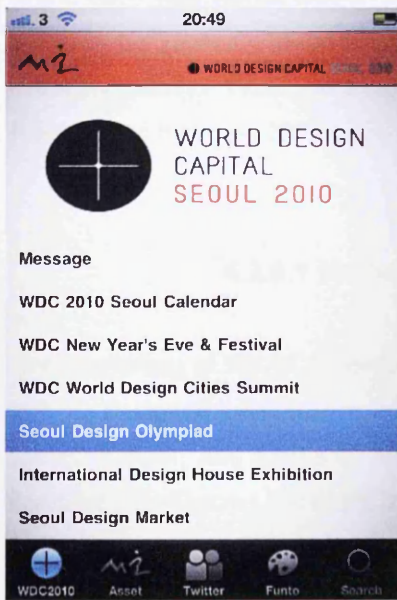 3 20:49
WORLD DESIGN CAPITAL
WORLD DESIGN
CAPITAL
SEOUL 2010
Message
WDC 2010 Seoul Calendar
WDC New Year's Eve & Festival
WDC World Design Cities Summit
Seoul Design Olympiad
International Design House Exhibition
Seoul Design Market
WDC2010 Asset Twitter Funto Search